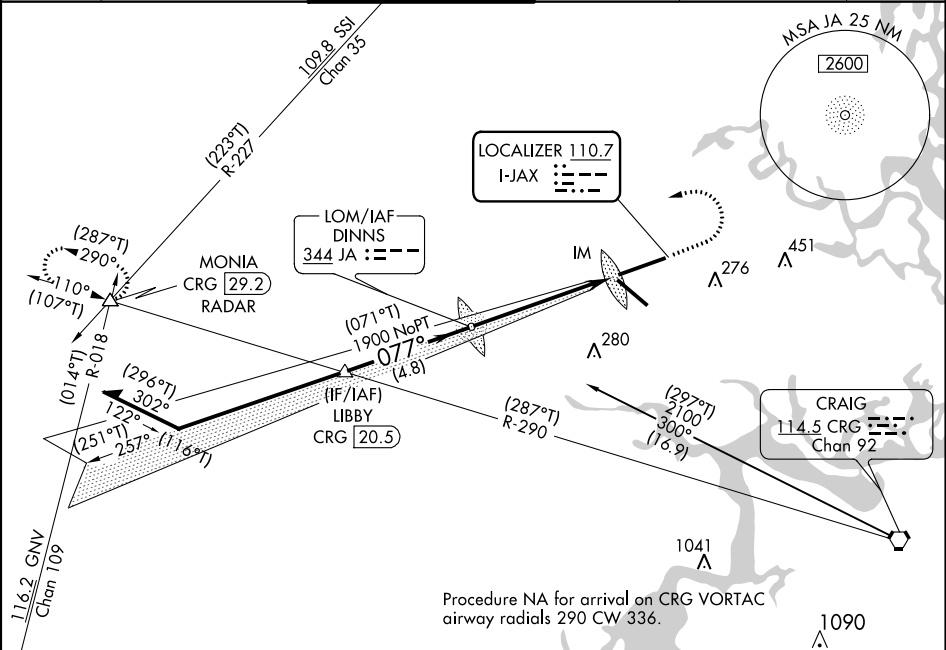 109.8 SSI
Chan 35
MSA JA 25 NM
2600
(223°T)
R-227
LOCALIZER 110.7
I-JAX
LOM/IAF
DINNS
344 JA
(287°T)
290°
110°
(107°T)
MONIA
CRG 29.2
RADAR
IM
276
451
280
(071°T)
1900 NoPT
077°
(4.8)
(014°T)
R-018
(296°T)
302°
122°
(116°T)
(251°T)
257°
(IF/IAF)
LIBBY
CRG 20.5
(287°T)
R-290
(297°T)
2100
300°
(16.9)
CRAIG
114.5 CRG
Chan 92
116.2 GNV
Chan 109
1041
Procedure NA for arrival on CRG VORTAC
airway radials 290 CW 336.
1090